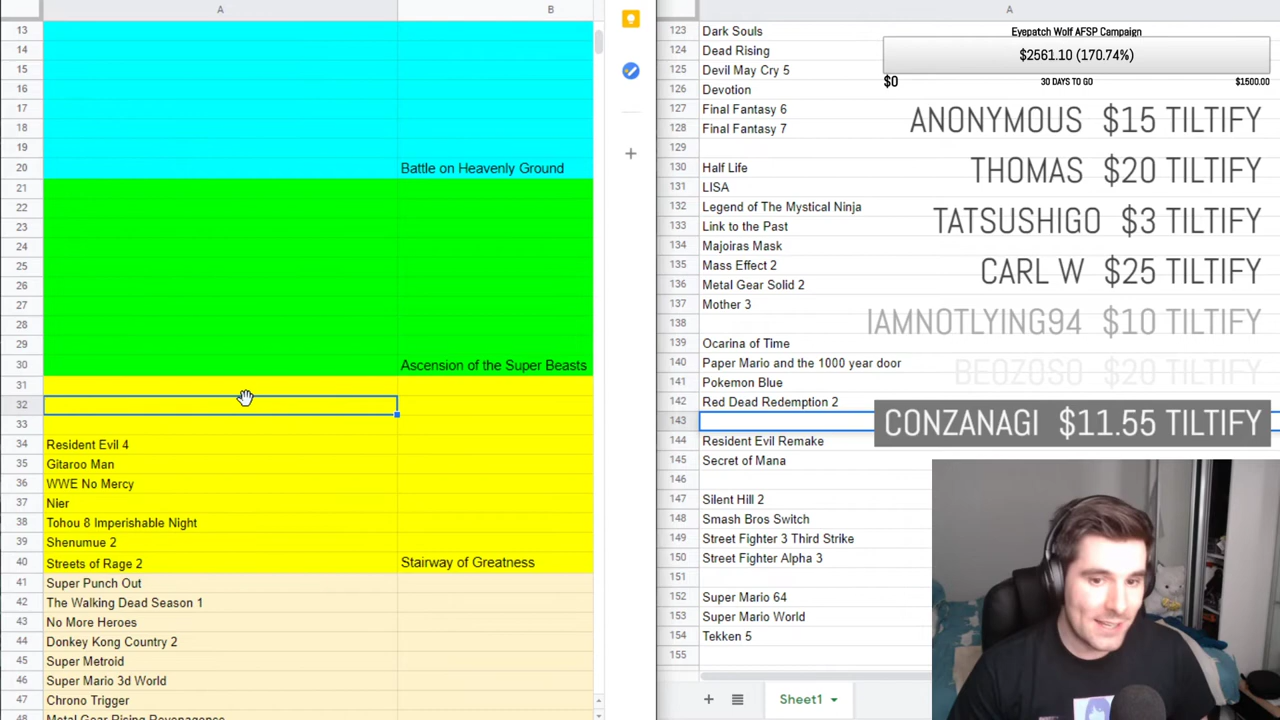 A
B
13
14
15
16
17
18
19
20 Battle on Heavenly Ground
21
22
23
24
25
26
27
28
29
30 Ascension of the Super Beasts
31
32
33
34 Resident Evil 4
35 Gitaroo Man
36 WWE No Mercy
37 Nier
38 Tohou 8 Imperishable Night
39 Shenumue 2
40 Streets of Rage 2 Stairway of Greatness
41 Super Punch Out
42 The Walking Dead Season 1
43 No More Heroes
44 Donkey Kong Country 2
45 Super Metroid
46 Super Mario 3d World
47 Chrono Trigger
48 Metal Gear Rising Revenagence
A
123 Dark Souls
124 Dead Rising
125 Devil May Cry 5
126 Devotion
127 Final Fantasy 6
128 Final Fantasy 7
129
130 Half Life
131 LISA
132 Legend of The Mystical Ninja
133 Link to the Past
134 Majoiras Mask
135 Mass Effect 2
136 Metal Gear Solid 2
137 Mother 3
138
139 Ocarina of Time
140 Paper Mario and the 1000 year door
141 Pokemon Blue
142 Red Dead Redemption 2
143
144 Resident Evil Remake
145 Secret of Mana
146
147 Silent Hill 2
148 Smash Bros Switch
149 Street Fighter 3 Third Strike
150 Street Fighter Alpha 3
151
152 Super Mario 64
153 Super Mario World
154 Tekken 5
155
Sheet1
Eyepatch Wolf AFSP Campaign
$2561.10 (170.74%)
$0 30 DAYS TO GO $1500.00
ANONYMOUS $15 TILTIFY
THOMAS $20 TILTIFY
TATSUSHIGO $3 TILTIFY
CARL W $25 TILTIFY
IAMNOTLYING94 $10 TILTIFY
BEOZOSO $20 TILTIFY
CONZANAGI $11.55 TILTIFY